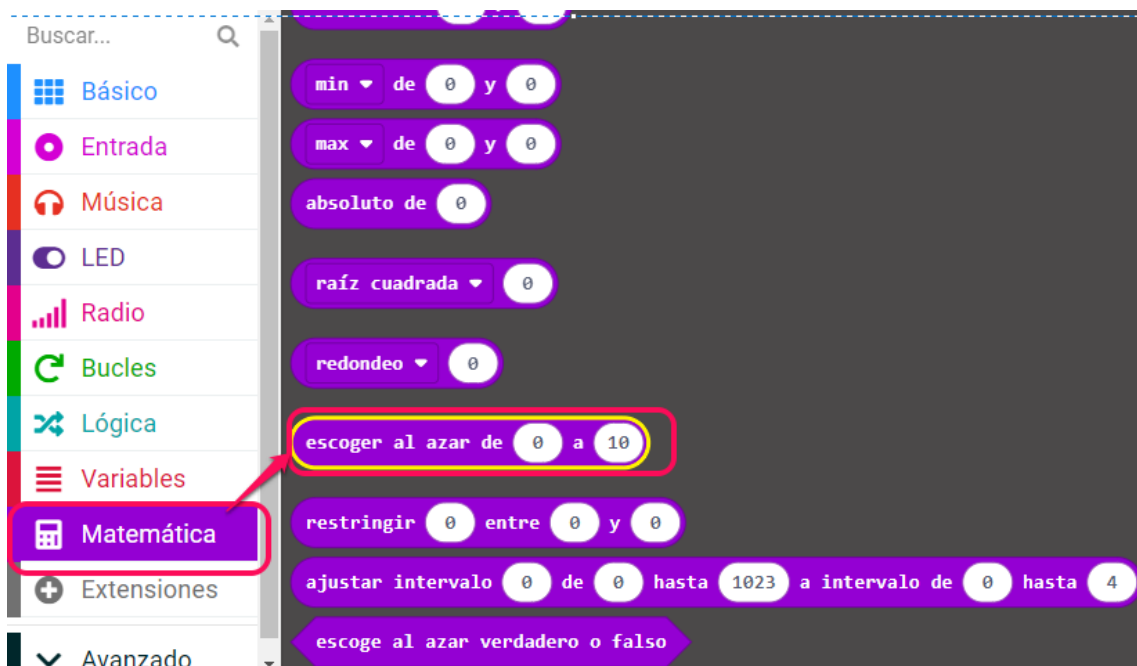 Buscar...
Básico
Entrada
Música
LED
Radio
Bucles
Lógica
Variables
Matemática
Extensiones
Avanzado
min de 0 y 0
max de 0 y 0
absoluto de 0
raíz cuadrada 0
redondeo 0
escoger al azar de 0 a 10
restringir 0 entre 0 y 0
ajustar intervalo 0 de 0 hasta 1023 a intervalo de 0 hasta 4
escoge al azar verdadero o falso